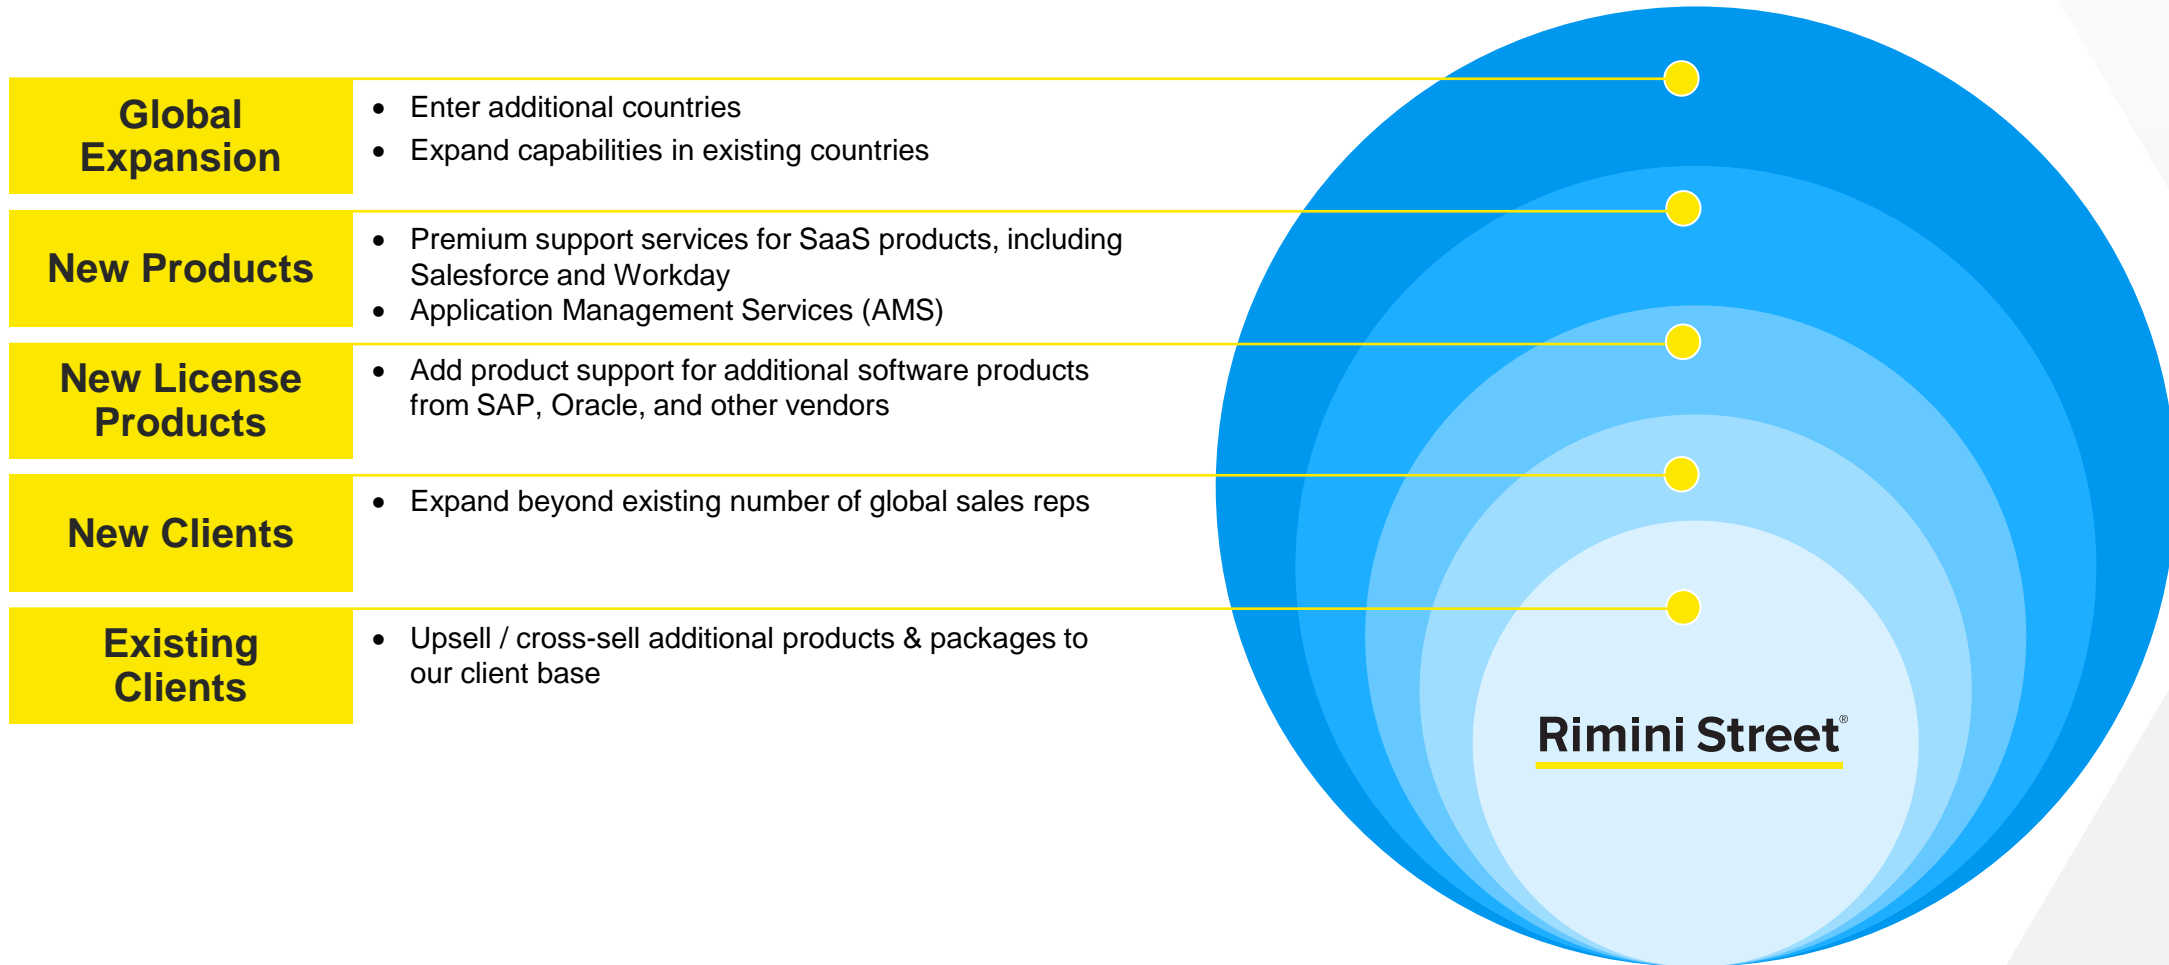 Global
Expansion
• Enter additional countries
• Expand capabilities in existing countries
New Products
• Premium support services for SaaS products, including
Salesforce and Workday
• Application Management Services (AMS)
New License
Products
• Add product support for additional software products
from SAP, Oracle, and other vendors
New Clients
• Expand beyond existing number of global sales reps
Existing
Clients
• Upsell / cross-sell additional products & packages to
our client base
Rimini Street®